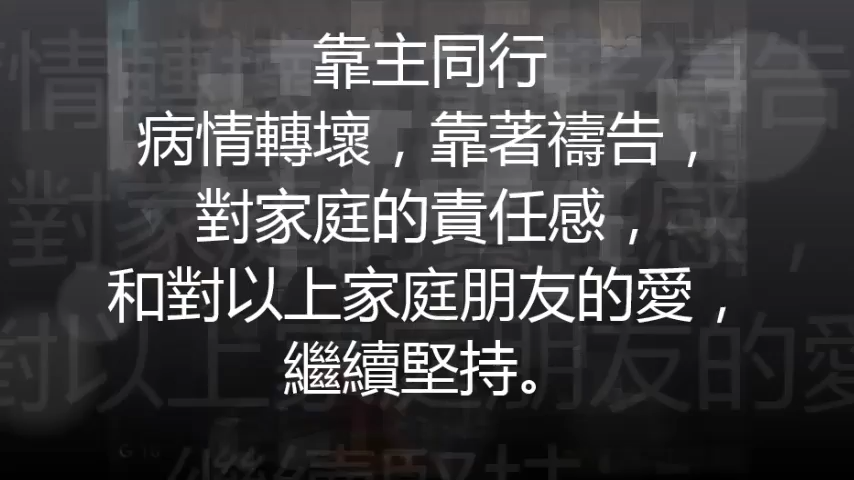 靠主同行
病情轉壞，靠著禱告，
對家庭的責任感，
和對以上家庭朋友的愛，
繼續堅持。